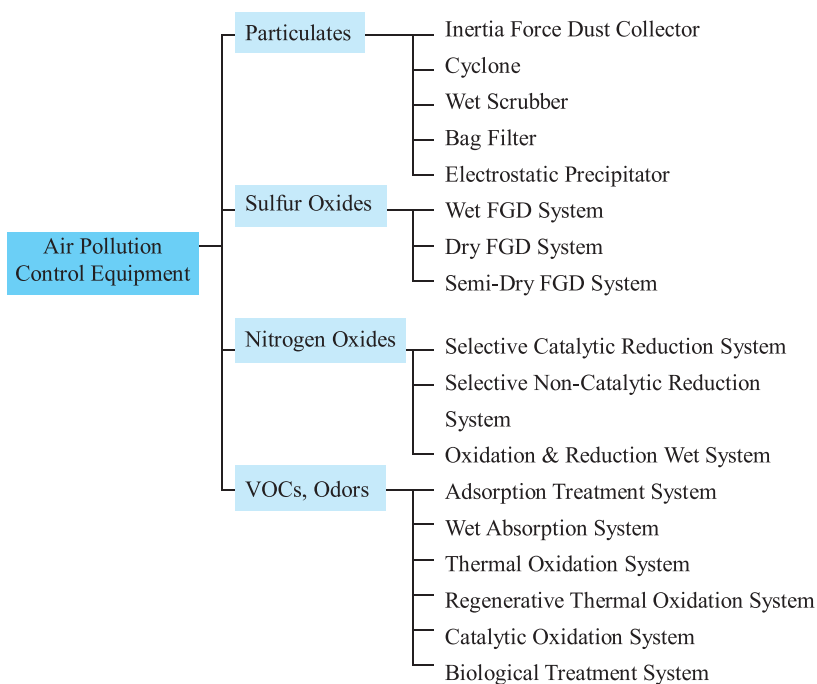 Particulates
Inertia Force Dust Collector
Cyclone
Wet Scrubber
Bag Filter
Electrostatic Precipitator
Sulfur Oxides
Wet FGD System
Dry FGD System
Semi-Dry FGD System
Air Pollution
Control Equipment
Nitrogen Oxides
Selective Catalytic Reduction System
Selective Non-Catalytic Reduction
System
Oxidation & Reduction Wet System
VOCs, Odors
Adsorption Treatment System
Wet Absorption System
Thermal Oxidation System
Regenerative Thermal Oxidation System
Catalytic Oxidation System
Biological Treatment System